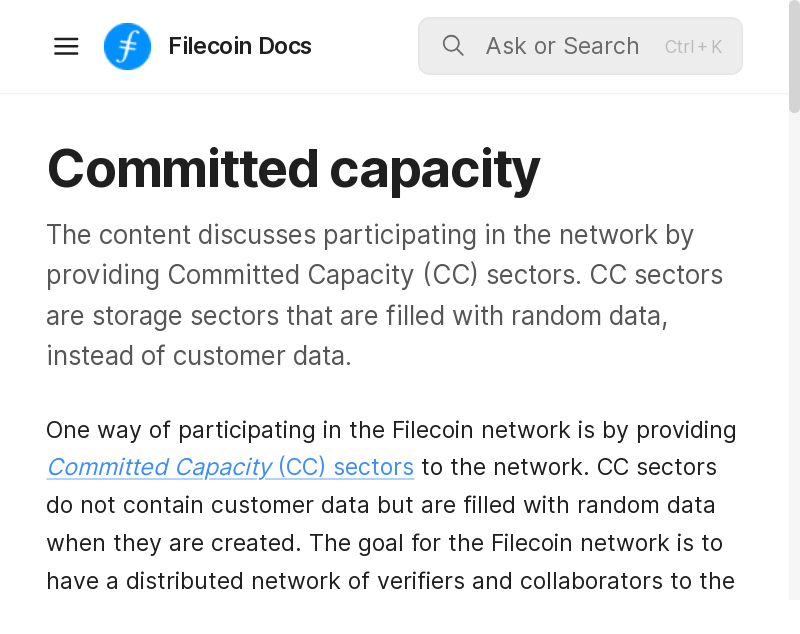 Filecoin Docs
Ask or Search Ctrl + K
Committed capacity
The content discusses participating in the network by
providing Committed Capacity (CC) sectors. CC sectors
are storage sectors that are filled with random data,
instead of customer data.
One way of participating in the Filecoin network is by providing
Committed Capacity (CC) sectors to the network. CC sectors
do not contain customer data but are filled with random data
when they are created. The goal for the Filecoin network is to
have a distributed network of verifiers and collaborators to the